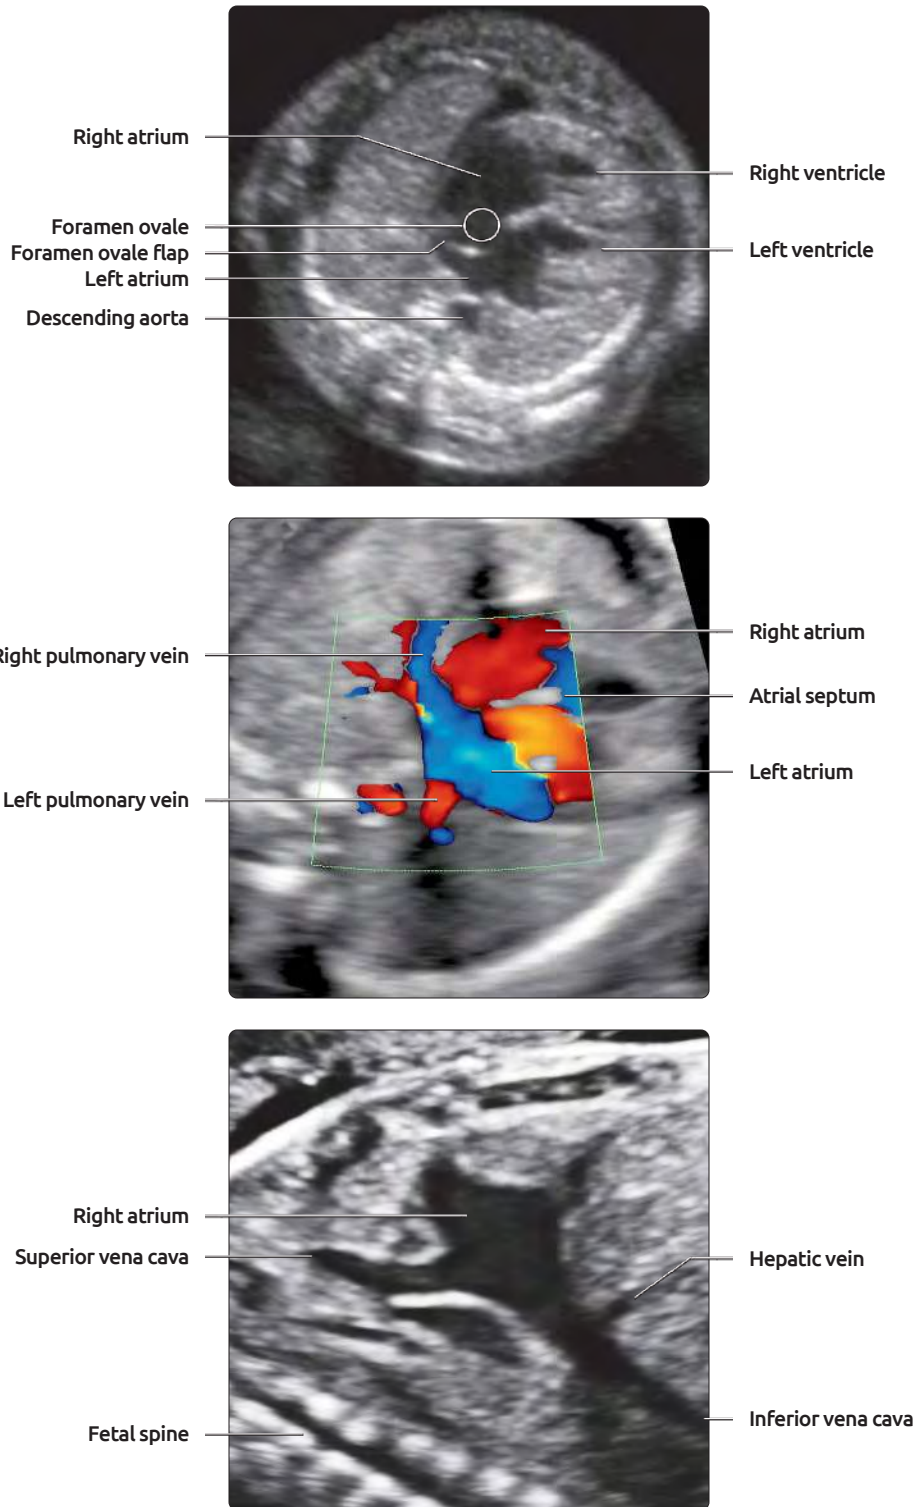 Right atrium
Foramen ovale
Foramen ovale flap
Left atrium
Descending aorta
Right ventricle
Left ventricle
Right pulmonary vein
Left pulmonary vein
Right atrium
Atrial septum
Left atrium
Right atrium
Superior vena cava
Fetal spine
Hepatic vein
Inferior vena cava